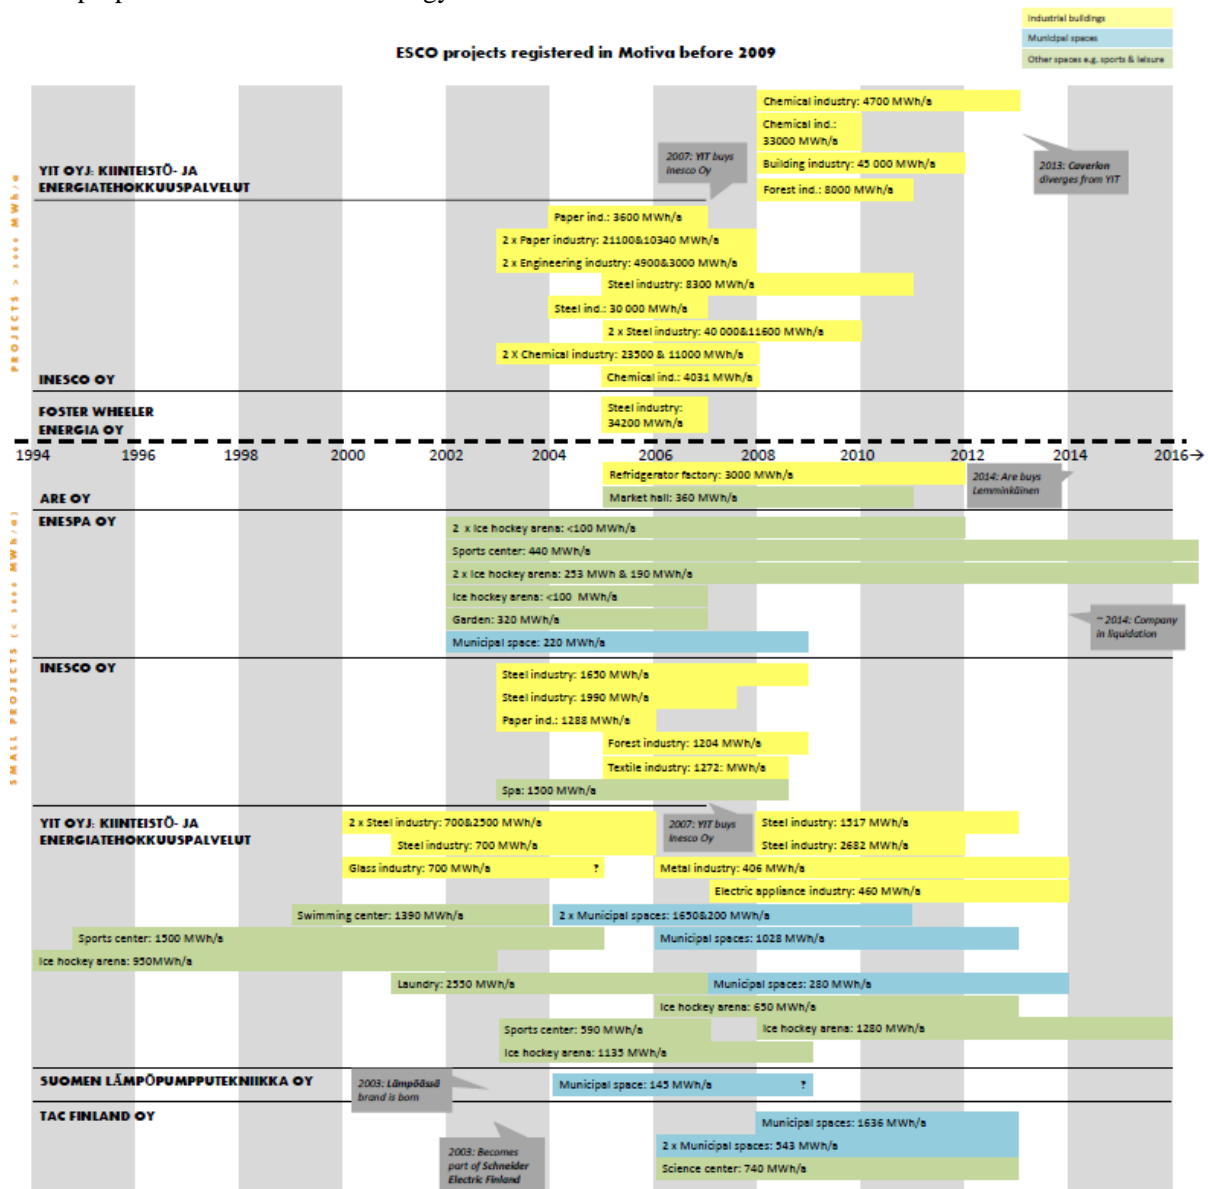 Industrial buildings
Municipal spaces
Other spaces e.g. sports & leisure
ESCO projects registered in Motiva before 2009
PROJECTS > 3000 MWh/a
YIT OYJ: KIINTEISTÖ- JA
ENERGIATEHOKKUUSPALVELUT
Chemical industry: 4700 MWh/a
Chemical ind.:
33000 MWh/a
Building industry: 45 000 MWh/a
Forest ind.: 8000 MWh/a
2007: YIT buys
Inesco Oy
2013: Caverion
diverges from YIT
Paper ind.: 3600 MWh/a
2 x Paper industry: 21100&10340 MWh/a
2 x Engineering industry: 4900&3000 MWh/a
Steel industry: 8300 MWh/a
Steel ind.: 30 000 MWh/a
2 x Steel industry: 40 000&11600 MWh/a
2 X Chemical industry: 23500 & 11000 MWh/a
Chemical ind.: 4031 MWh/a
INESCO OY
FOSTER WHEELER
ENERGIA OY
Steel industry:
34200 MWh/a
1994 1996 1998 2000 2002 2004 2006 2008 2010 2012 2014 2016→
SMALL PROJECTS (< 3000 MWh/a)
Refridgerator factory: 3000 MWh/a
Market hall: 360 MWh/a
2014: Are buys
Lemminkäinen
ARE OY
ENESPA OY
2 x Ice hockey arena: <100 MWh/a
Sports center: 440 MWh/a
2 x Ice hockey arena: 253 MWh & 190 MWh/a
Ice hockey arena: <100 MWh/a
Garden: 320 MWh/a
Municipal space: 220 MWh/a
~ 2014: Company
in liquidation
INESCO OY
Steel industry: 1650 MWh/a
Steel industry: 1990 MWh/a
Paper ind.: 1288 MWh/a
Forest industry: 1204 MWh/a
Textile industry: 1272: MWh/a
Spa: 1500 MWh/a
YIT OYJ: KIINTEISTÖ- JA
ENERGIATEHOKKUUSPALVELUT
2 x Steel industry: 700&2500 MWh/a
Steel industry: 700 MWh/a
Glass industry: 700 MWh/a ?
2007: YIT buys
Inesco Oy
Steel industry: 1517 MWh/a
Steel industry: 2682 MWh/a
Metal industry: 406 MWh/a
Electric appliance industry: 460 MWh/a
Swimming center: 1390 MWh/a
2 x Municipal spaces: 1650&200 MWh/a
Sports center: 1500 MWh/a
Municipal spaces: 1028 MWh/a
Ice hockey arena: 950MWh/a
Laundry: 2550 MWh/a
Municipal spaces: 280 MWh/a
Ice hockey arena: 650 MWh/a
Sports center: 590 MWh/a
Ice hockey arena: 1280 MWh/a
Ice hockey arena: 1135 MWh/a
SUOMEN LÄMPÖPUMPPUTEKNIIKKA OY
2003: Lämpöässä
brand is born
Municipal space: 145 MWh/a ?
TAC FINLAND OY
2003: Becomes
part of Schneider
Electric Finland
Municipal spaces: 1636 MWh/a
2 x Municipal spaces: 543 MWh/a
Science center: 740 MWh/a